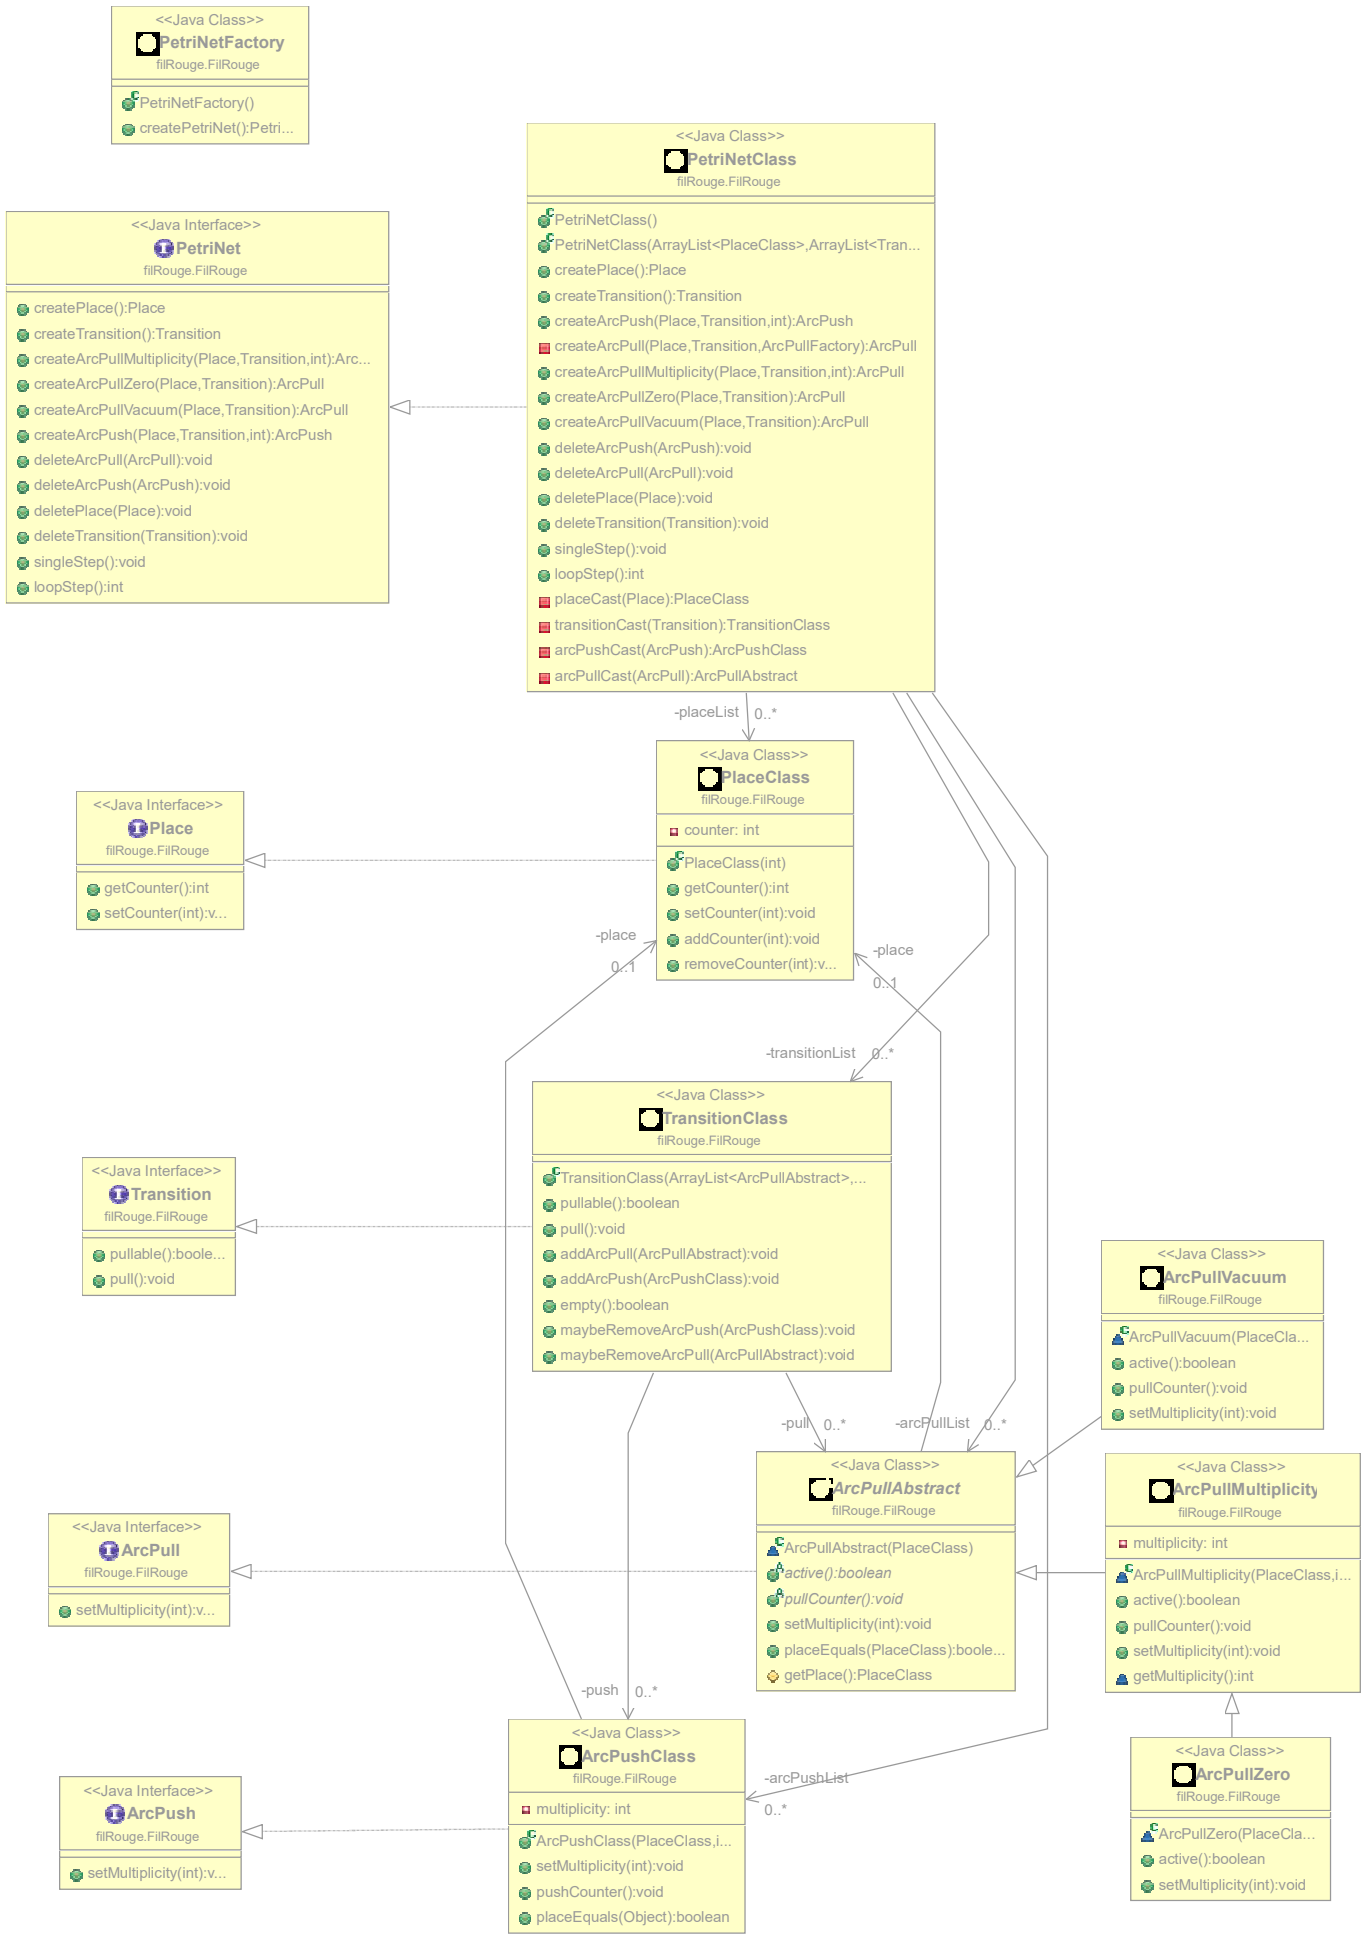 <<Java Class>>
PetriNetFactory
filRouge.FilRouge
PetriNetFactory()
createPetriNet():Petri...
<<Java Class>>
PetriNetClass
filRouge.FilRouge
PetriNetClass()
PetriNetClass(ArrayList<PlaceClass>,ArrayList<Tran...
createPlace():Place
createTransition():Transition
createArcPush(Place,Transition,int):ArcPush
createArcPull(Place,Transition,ArcPullFactory):ArcPull
createArcPullMultiplicity(Place,Transition,int):ArcPull
createArcPullZero(Place,Transition):ArcPull
createArcPullVacuum(Place,Transition):ArcPull
deleteArcPush(ArcPush):void
deleteArcPull(ArcPull):void
deletePlace(Place):void
deleteTransition(Transition):void
singleStep():void
loopStep():int
placeCast(Place):PlaceClass
transitionCast(Transition):TransitionClass
arcPushCast(ArcPush):ArcPushClass
arcPullCast(ArcPull):ArcPullAbstract
<<Java Interface>>
PetriNet
filRouge.FilRouge
createPlace():Place
createTransition():Transition
createArcPullMultiplicity(Place,Transition,int):Arc...
createArcPullZero(Place,Transition):ArcPull
createArcPullVacuum(Place,Transition):ArcPull
createArcPush(Place,Transition,int):ArcPush
deleteArcPull(ArcPull):void
deleteArcPush(ArcPush):void
deletePlace(Place):void
deleteTransition(Transition):void
singleStep():void
loopStep():int
-placeList
0..*
<<Java Class>>
PlaceClass
filRouge.FilRouge
counter: int
PlaceClass(int)
getCounter():int
setCounter(int):void
addCounter(int):void
removeCounter(int):v...
<<Java Interface>>
Place
filRouge.FilRouge
getCounter():int
setCounter(int):v...
-place
0..1
-place
0..1
-transitionList
0..*
<<Java Class>>
TransitionClass
filRouge.FilRouge
TransitionClass(ArrayList<ArcPullAbstract>,...
pullable():boolean
pull():void
addArcPull(ArcPullAbstract):void
addArcPush(ArcPushClass):void
empty():boolean
maybeRemoveArcPush(ArcPushClass):void
maybeRemoveArcPull(ArcPullAbstract):void
<<Java Interface>>
Transition
filRouge.FilRouge
pullable():boole...
pull():void
<<Java Class>>
ArcPullVacuum
filRouge.FilRouge
ArcPullVacuum(PlaceCla...
active():boolean
pullCounter():void
setMultiplicity(int):void
-pull
0..*
-arcPullList
0..*
<<Java Class>>
ArcPullAbstract
filRouge.FilRouge
ArcPullAbstract(PlaceClass)
active():boolean
pullCounter():void
setMultiplicity(int):void
placeEquals(PlaceClass):boole...
getPlace():PlaceClass
<<Java Class>>
ArcPullMultiplicity
filRouge.FilRouge
multiplicity: int
ArcPullMultiplicity(PlaceClass,i...
active():boolean
pullCounter():void
setMultiplicity(int):void
getMultiplicity():int
<<Java Interface>>
ArcPull
filRouge.FilRouge
setMultiplicity(int):v...
-push
0..*
<<Java Class>>
ArcPushClass
filRouge.FilRouge
multiplicity: int
ArcPushClass(PlaceClass,i...
setMultiplicity(int):void
pushCounter():void
placeEquals(Object):boolean
-arcPushList
0..*
<<Java Class>>
ArcPullZero
filRouge.FilRouge
ArcPullZero(PlaceCla...
active():boolean
setMultiplicity(int):void
<<Java Interface>>
ArcPush
filRouge.FilRouge
setMultiplicity(int):v...